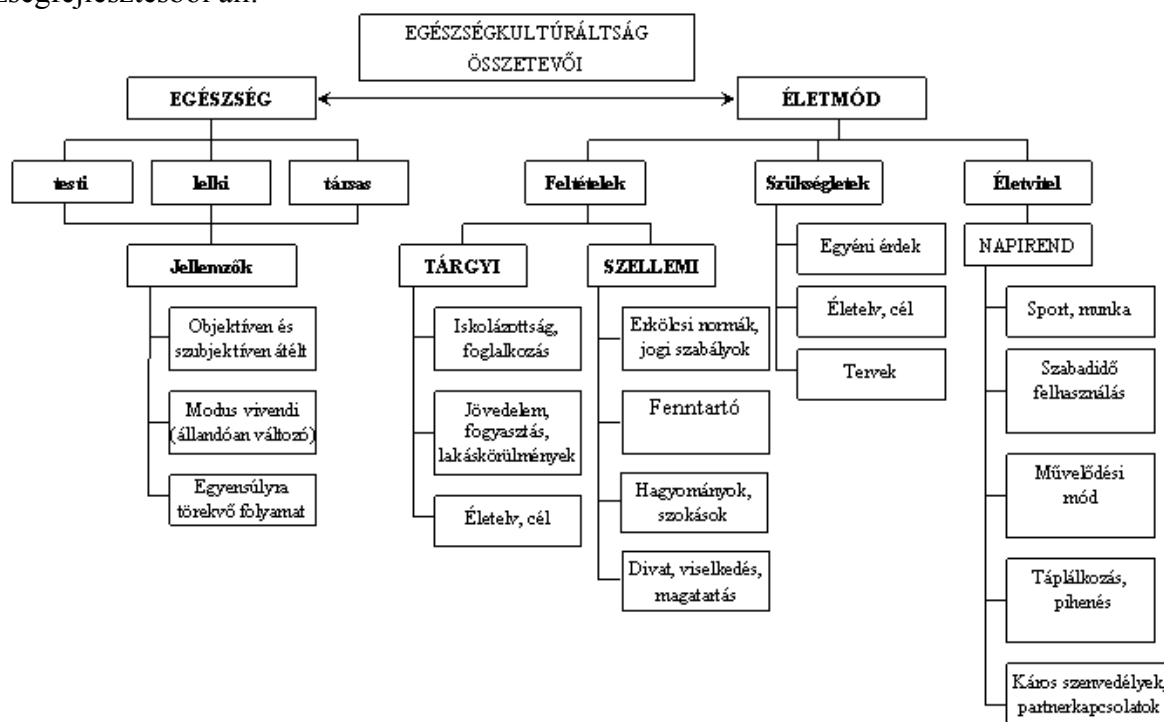 EGÉSZSÉGKULTÚRÁLTSÁG
ÖSSZETEVŐI
EGÉSZSÉG
ÉLETMÓD
testi
lelki
társas
Feltételek
Szükségletek
Életvitel
Jellemzők
TÁRGYI
SZELLEMI
Egyéni érdek
NAPIREND
Objektíven és
szubjektíven átélt
Iskolázottság,
foglalkozás
Erkölcsi normák,
jogi szabályok
Életelv, cél
Sport, munka
Modus vivendi
(állandóan változó)
Jövedelem,
fogyasztás,
lakáskörülmények
Fenntartó
Tervek
Szabadidő
felhasználás
Egyensúlyra
törekvő folyamat
Életelv, cél
Hagyományok,
szokások
Művelődési
mód
Divat, viselkedés,
magatartás
Táplálkozás,
pihenés
Káros szenvedélyek,
partnerkapcsolatok